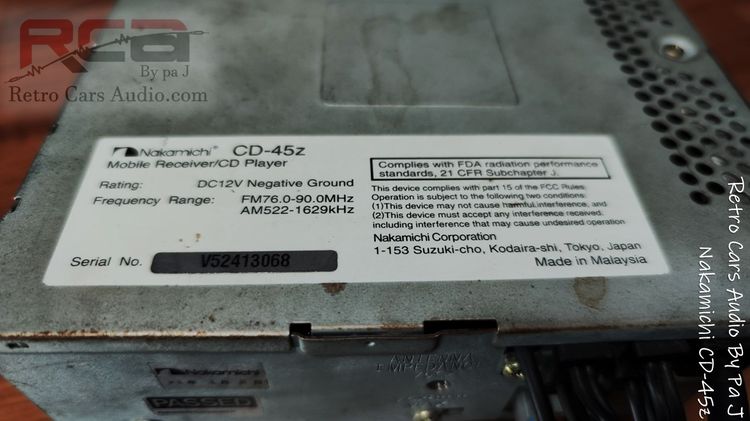 RCA
By pa J
Retro Cars Audio.com
Nakamichi® CD-45z
Mobile Receiver/CD Player
Rating: DC12V Negative Ground
Frequency Range: FM76.0-90.0MHz
AM522-1629kHz
Serial No. V52413068
Complies with FDA radiation performance
standards, 21 CFR Subchapter J.
This device complies with part 15 of the FCC Rules
Operation is subject to the following two conditions:
(1)This device may not cause harmful interference, and
(2)This device must accept any interference received,
including interference that may cause undesired operation
Nakamichi Corporation
1-153 Suzuki-cho, Kodaira-shi, Tokyo, Japan
Made in Malaysia
Nakamichi
PASSED
ANTENNA
Retro Cars Audio By Pa J
Nakamichi CD-45z